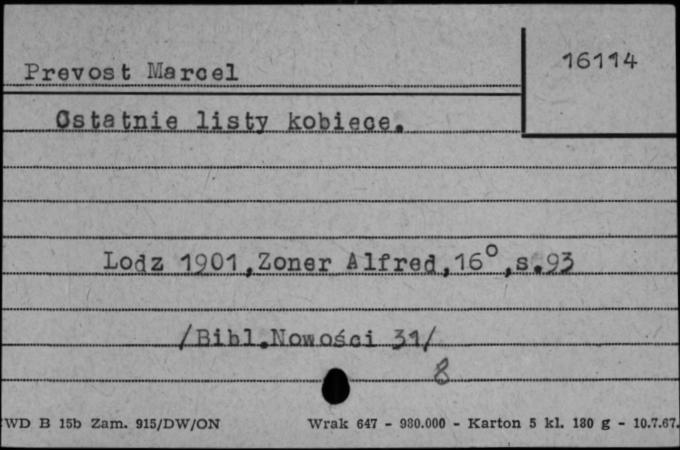 Prevost Marcel
16114
Ostatnie listy kobiece.
Lodz 1901,Zoner Alfred,16°,s.93
/Bibl.Nowości 31/
8
WD B 15b Zam. 915/DW/ON Wrak 647 - 980.000 - Karton 5 kl. 180 g - 10.7.67.